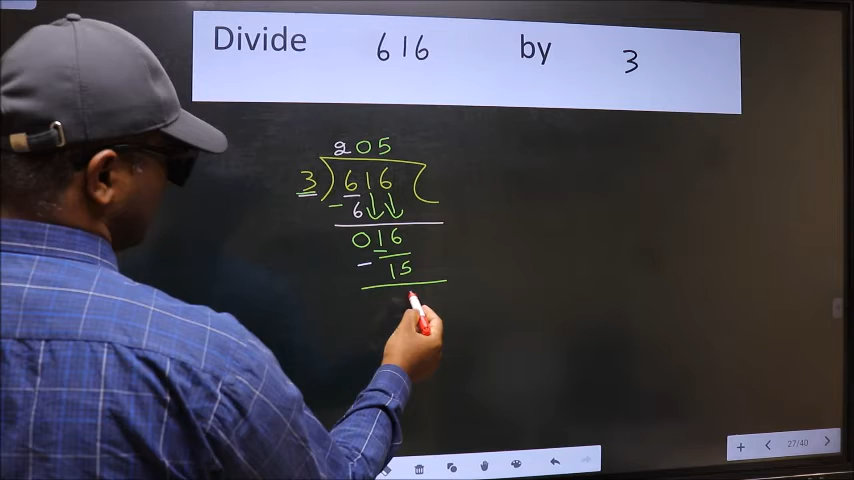 Divide 616 by 3
205
3 ) 616 (
- 6
016
- 15
+ < 27/40 >